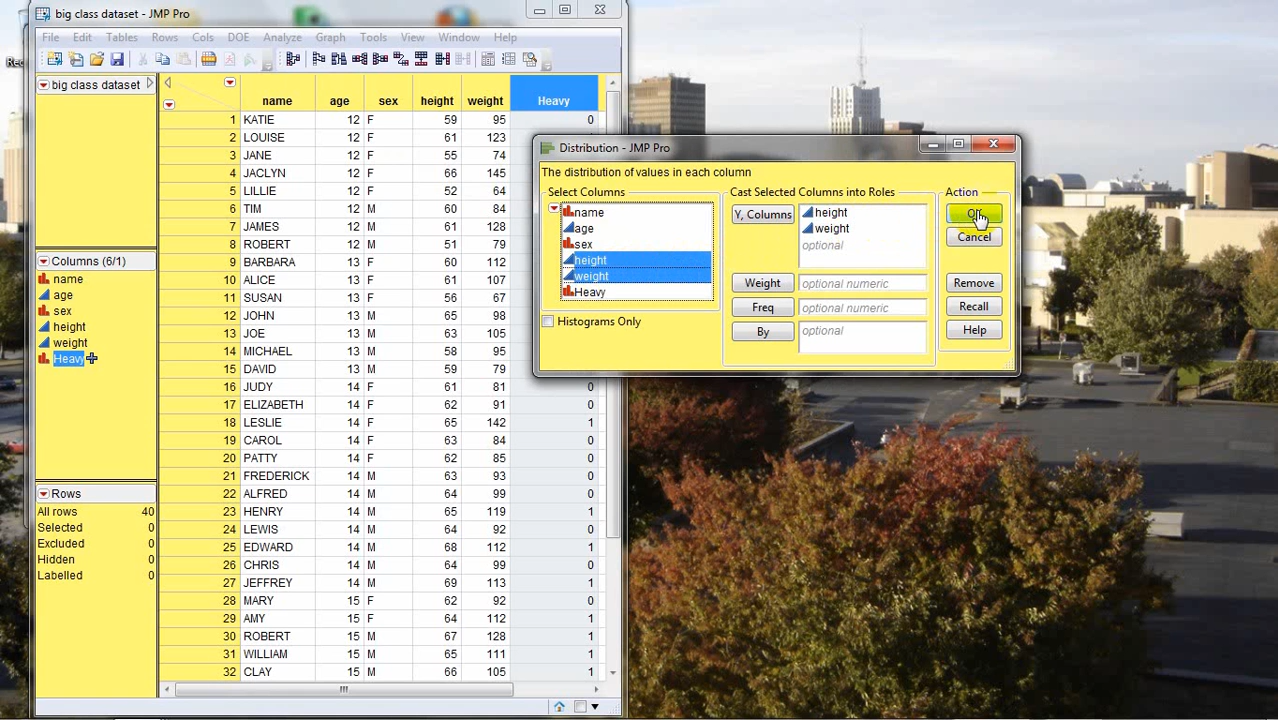 big class dataset - JMP Pro
File Edit Tables Rows Cols DOE Analyze Graph Tools View Window Help
big class dataset
Columns (6/1)
name
age
sex
height
weight
Heavy
Rows
All rows 40
Selected 0
Excluded 0
Hidden 0
Labelled 0
name age sex height weight Heavy
1 KATIE 12 F 59 95 0
2 LOUISE 12 F 61 123
3 JANE 12 F 55 74
4 JACLYN 12 F 66 145
5 LILLIE 12 F 52 64
6 TIM 12 M 60 84
7 JAMES 12 M 61 128
8 ROBERT 12 M 51 79
9 BARBARA 13 F 60 112
10 ALICE 13 F 61 107
11 SUSAN 13 F 56 67
12 JOHN 13 M 65 98
13 JOE 13 M 63 105
14 MICHAEL 13 M 58 95
15 DAVID 13 M 59 79
16 JUDY 14 F 61 81 0
17 ELIZABETH 14 F 62 91 0
18 LESLIE 14 F 65 142 1
19 CAROL 14 F 63 84 0
20 PATTY 14 F 62 85 0
21 FREDERICK 14 M 63 93 0
22 ALFRED 14 M 64 99 0
23 HENRY 14 M 65 119 1
24 LEWIS 14 M 64 92 0
25 EDWARD 14 M 68 112 1
26 CHRIS 14 M 64 99 0
27 JEFFREY 14 M 69 113 1
28 MARY 15 F 62 92 0
29 AMY 15 F 64 112 1
30 ROBERT 15 M 67 128 1
31 WILLIAM 15 M 65 111 1
32 CLAY 15 M 66 105 1
Distribution - JMP Pro
The distribution of values in each column
Select Columns
name
age
sex
height
weight
Heavy
Histograms Only
Cast Selected Columns into Roles
Y, Columns
height
weight
optional
Weight optional numeric
Freq optional numeric
By optional
Action
OK
Cancel
Remove
Recall
Help